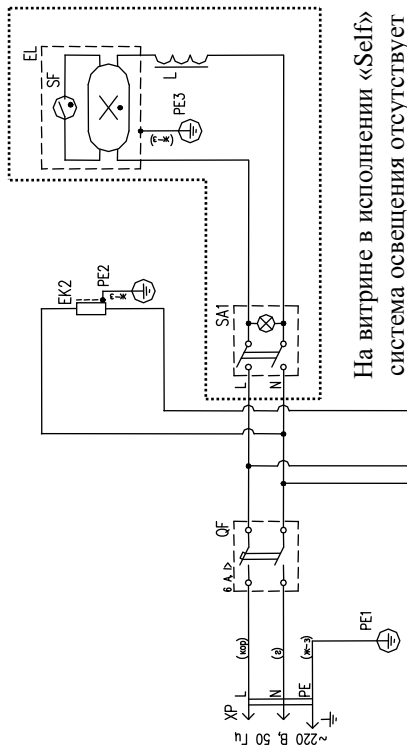 EL
SF
L
PE3
(ж-з)
EK2
PE2
ж-з
SA1
L
N
На витрине в исполнении «Self»
система освещения отсутствует
QF
6 A I>
XP
L
(кор)
N
(г)
PE
(ж-з)
PE1
~220 В, 50 Гц